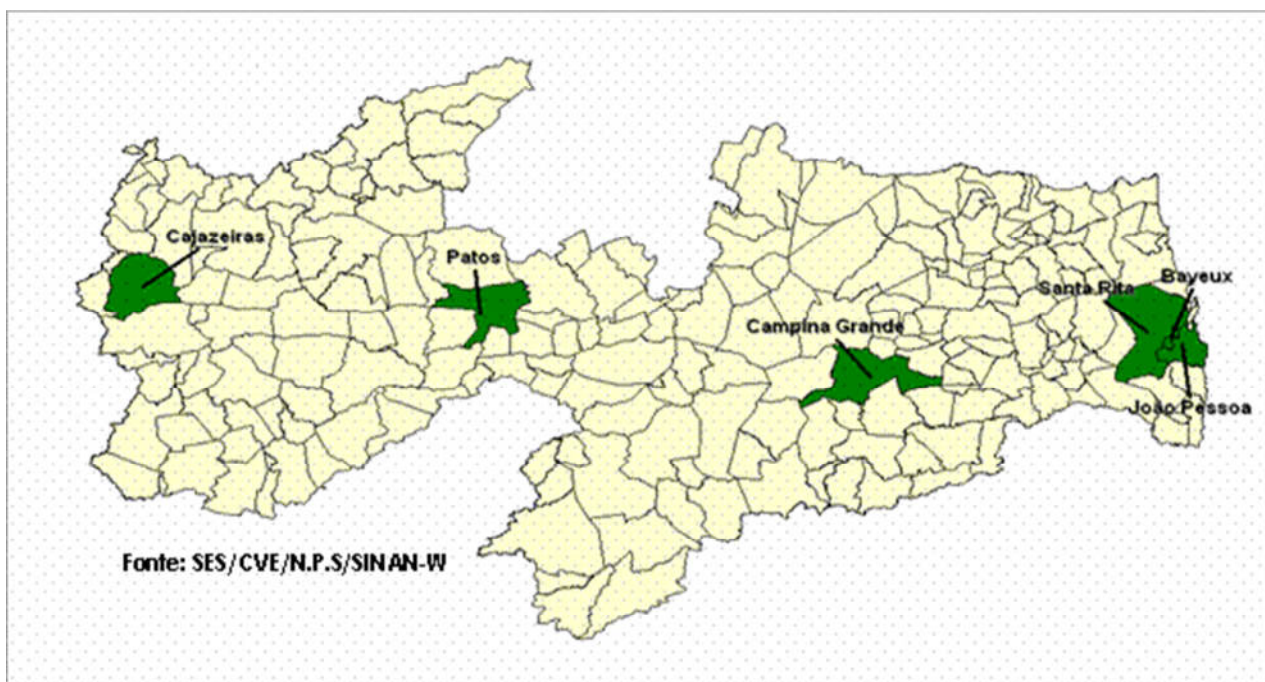 Cajazeiras
Patos
Bayeux
Santa Rita
Campina Grande
João Pessoa
Fonte: SES/CVE/N.P.S/SINAN-W